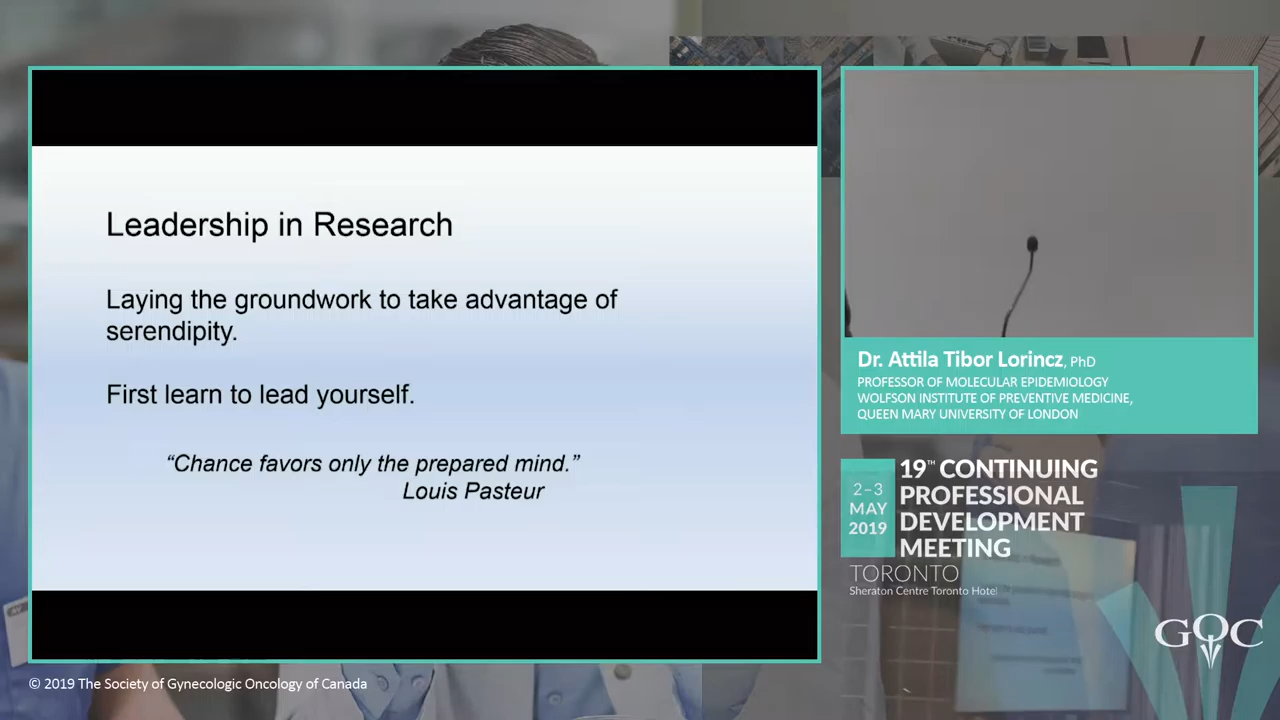 Leadership in Research
Laying the groundwork to take advantage of
serendipity.
First learn to lead yourself.
“Chance favors only the prepared mind.”
Louis Pasteur
Dr. Attila Tibor Lorincz, PhD
PROFESSOR OF MOLECULAR EPIDEMIOLOGY
WOLFSON INSTITUTE OF PREVENTIVE MEDICINE,
QUEEN MARY UNIVERSITY OF LONDON
2–3
MAY
2019
19TH CONTINUING
PROFESSIONAL
DEVELOPMENT
MEETING
TORONTO
Sheraton Centre Toronto Hotel
GOC
© 2019 The Society of Gynecologic Oncology of Canada